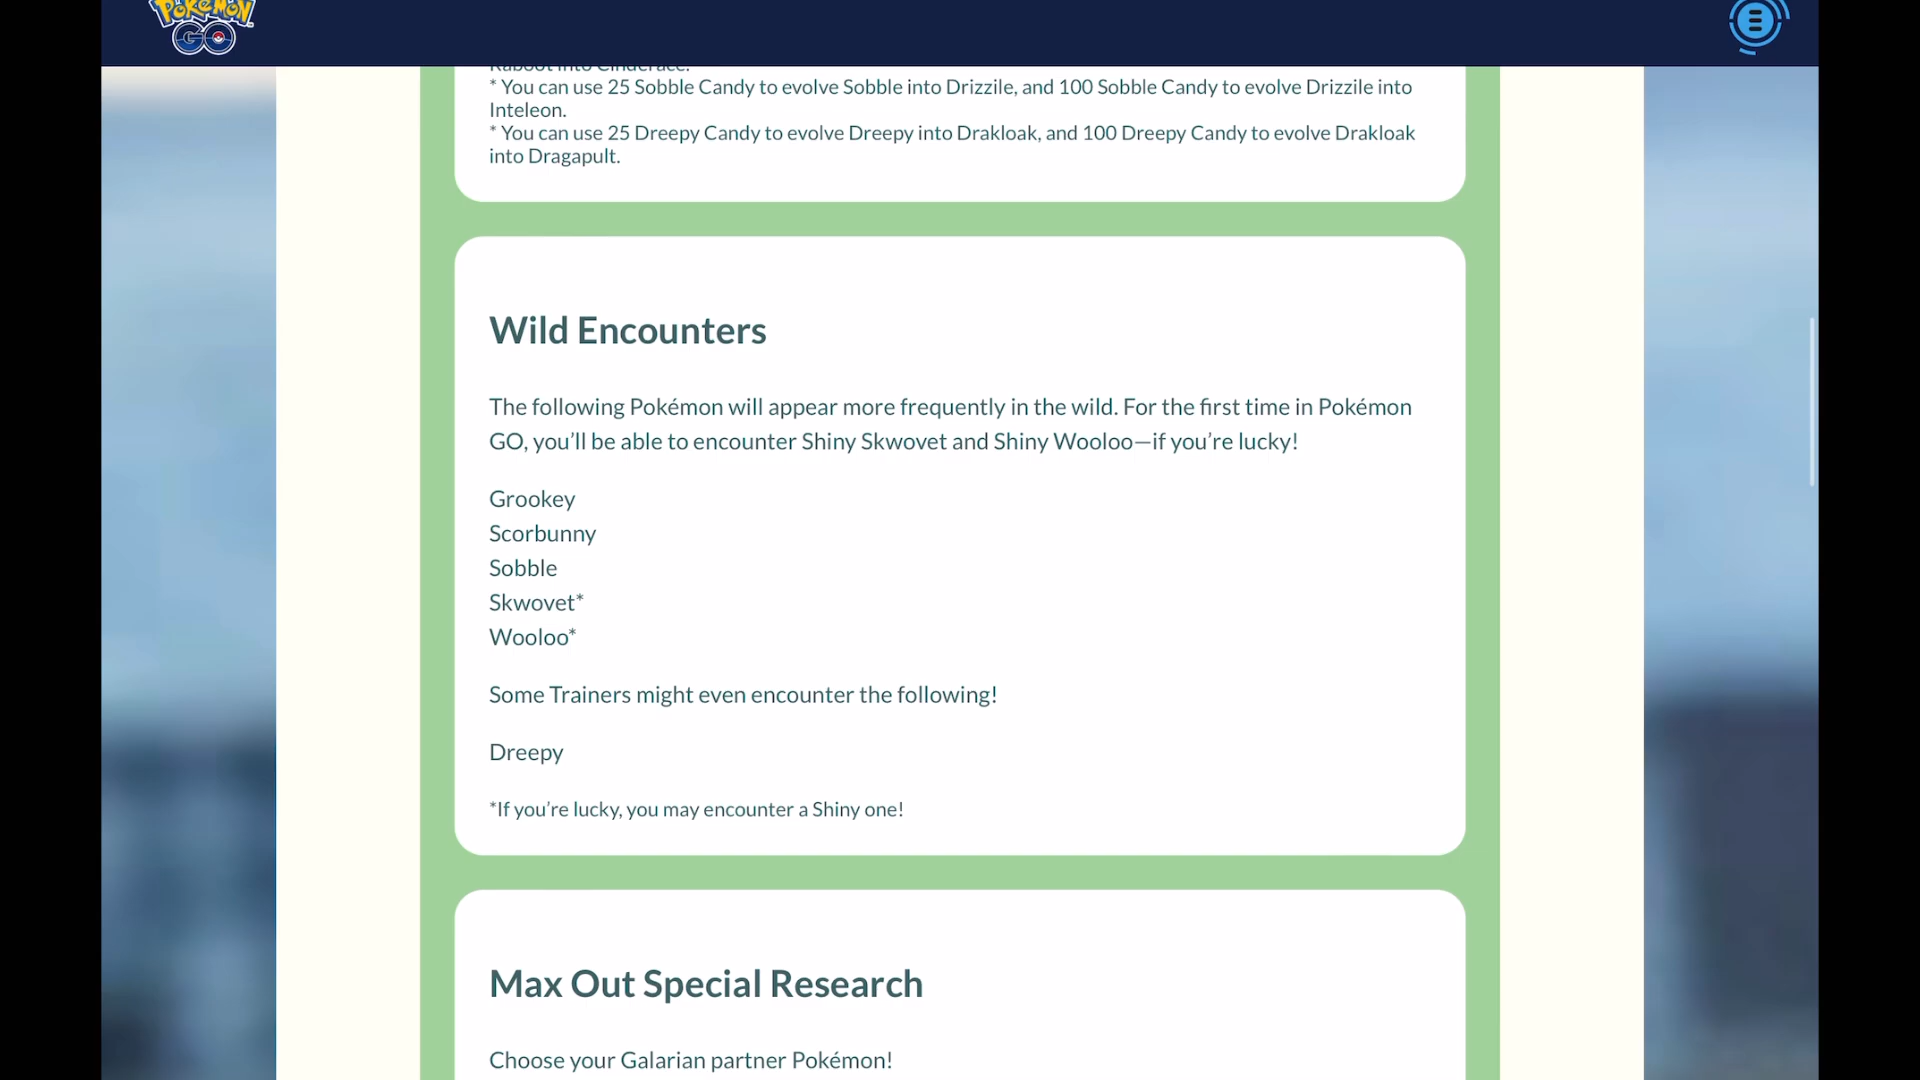 Pokémon
GO
Raboot into Cinderace.
* You can use 25 Sobble Candy to evolve Sobble into Drizzile, and 100 Sobble Candy to evolve Drizzile into
Inteleon.
* You can use 25 Dreepy Candy to evolve Dreepy into Drakloak, and 100 Dreepy Candy to evolve Drakloak
into Dragapult.
Wild Encounters
The following Pokémon will appear more frequently in the wild. For the first time in Pokémon
GO, you’ll be able to encounter Shiny Skwovet and Shiny Wooloo—if you’re lucky!
Grookey
Scorbunny
Sobble
Skwovet*
Wooloo*
Some Trainers might even encounter the following!
Dreepy
*If you’re lucky, you may encounter a Shiny one!
Max Out Special Research
Choose your Galarian partner Pokémon!